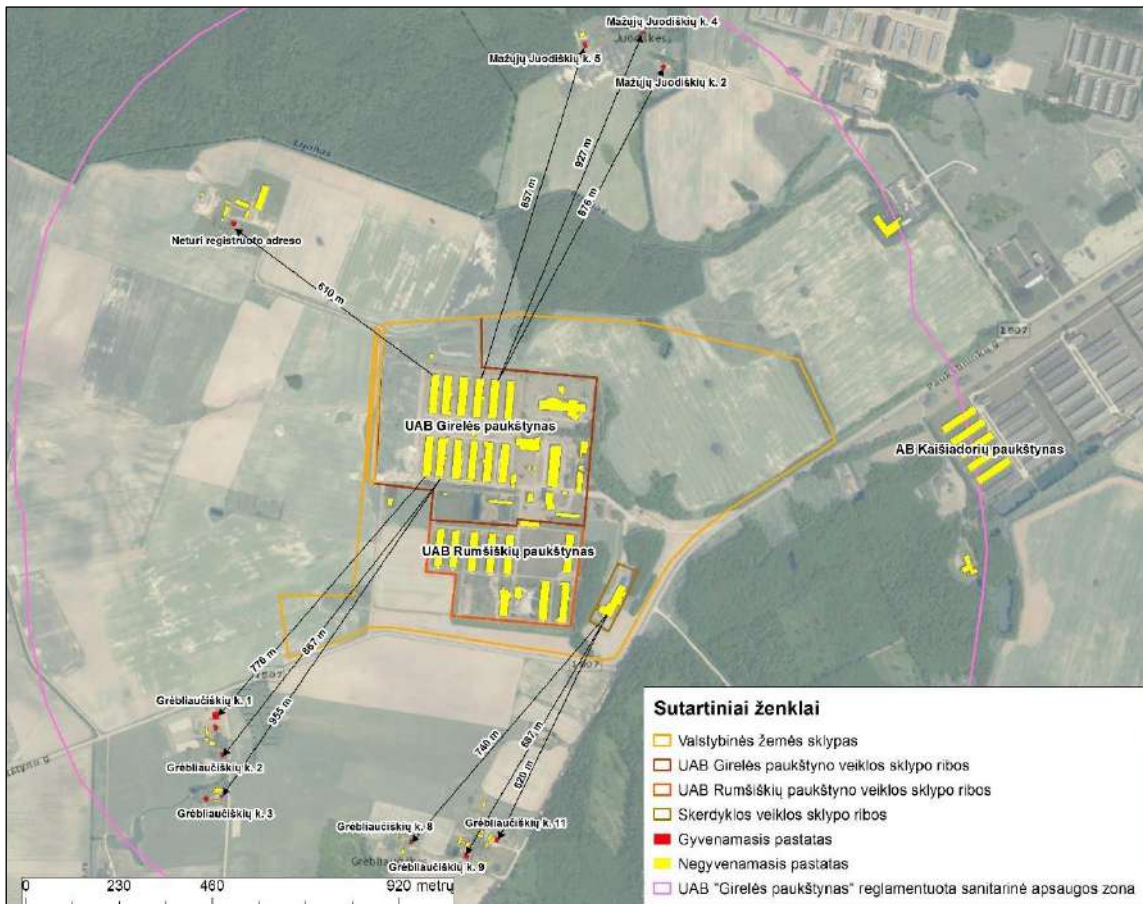 Mažųjų Juodiškių k. 4
Juodiškės
Mažųjų Juodiškių k. 5
Mažųjų Juodiškių k. 2
927 m
857 m
876 m
Neturi registruoto adreso
610 m
1807
Paukštininkų g.
UAB Girelės paukštynas
AB Kaišiadorių paukštynas
UAB Rumšiškių paukštynas
776 m
867 m
955 m
1807
1807
Grėbliaučiškių k. 1
Grėbliaučiškių k. 2
Grėbliaučiškių k. 3
740 m
687 m
620 m
Grėbliaučiškių k. 8
Grėbliaučiškių k. 11
Grėbliaučiškių k. 9
0 230 460 920 metrų
Sutartiniai ženklai
Valstybinės žemės sklypas
UAB Girelės paukštyno veiklos sklypo ribos
UAB Rumšiškių paukštyno veiklos sklypo ribos
Skerdyklos veiklos sklypo ribos
Gyvenamasis pastatas
Negyvenamasis pastatas
UAB "Girelės paukštynas" reglamentuota sanitarinė apsaugos zona